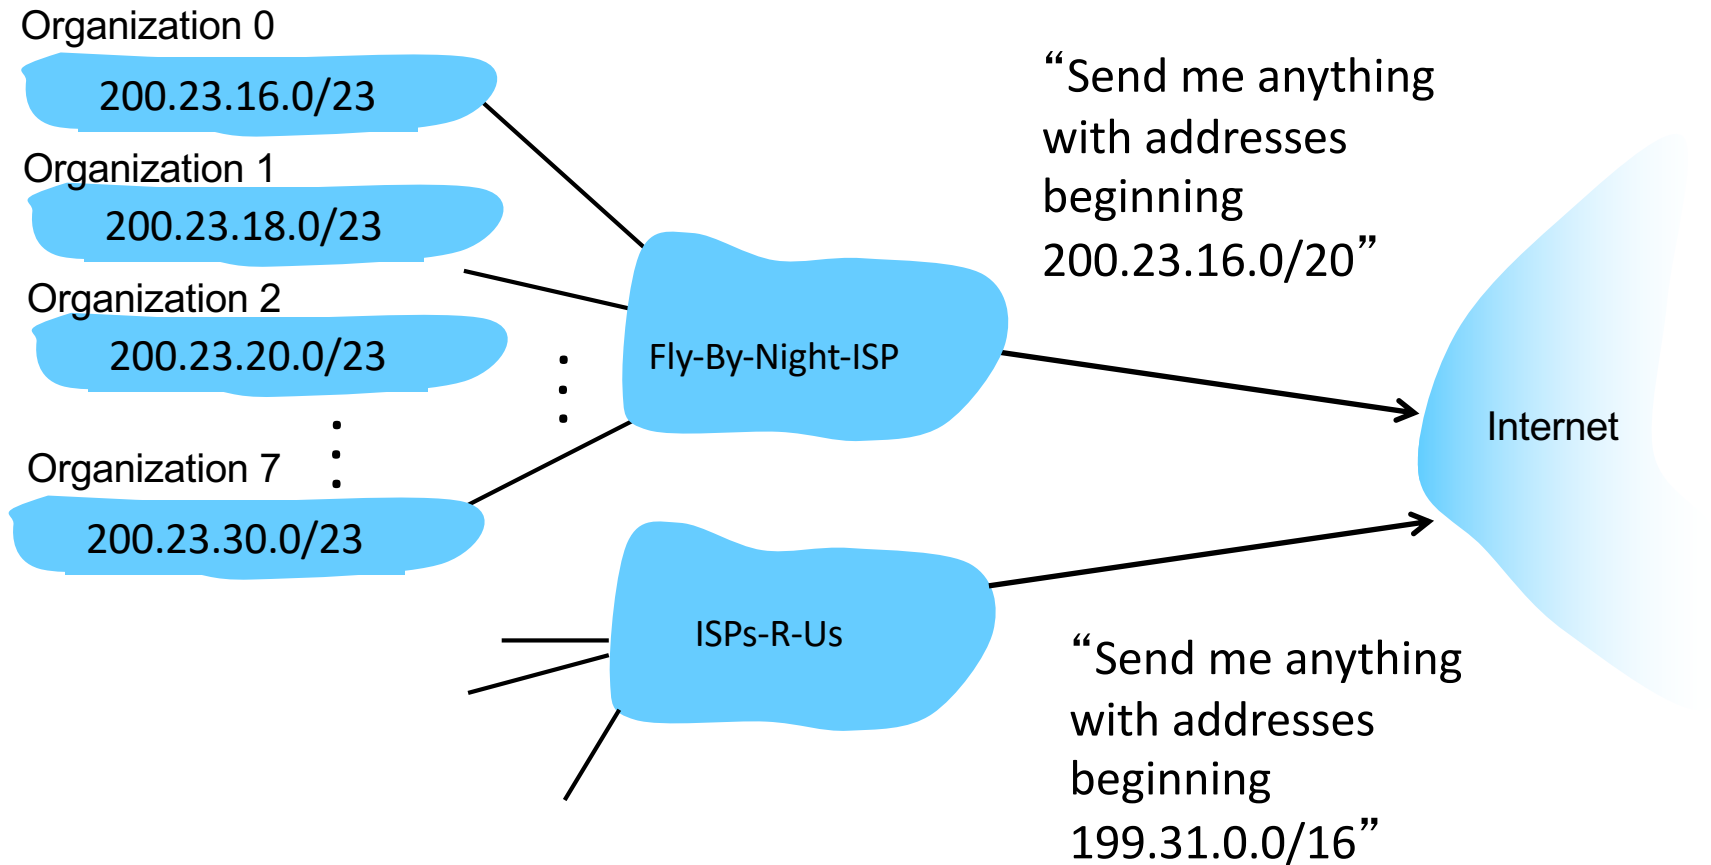 Organization 0
200.23.16.0/23
Organization 1
200.23.18.0/23
Organization 2
200.23.20.0/23
Organization 7
200.23.30.0/23
Fly-By-Night-ISP
ISPs-R-Us
“Send me anything
with addresses
beginning
200.23.16.0/20”
Internet
“Send me anything
with addresses
beginning
199.31.0.0/16”